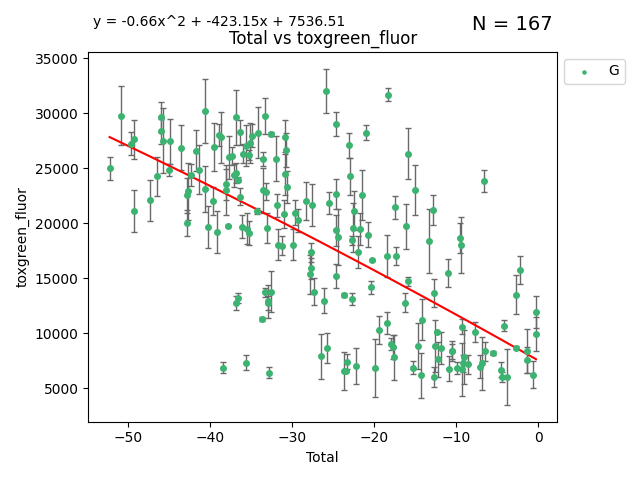 y = -0.66x^2 + -423.15x + 7536.51
N = 167
Total vs toxgreen_fluor
G
35000
30000
25000
20000
15000
10000
5000
toxgreen_fluor
−50 −40 −30 −20 −10 0
Total